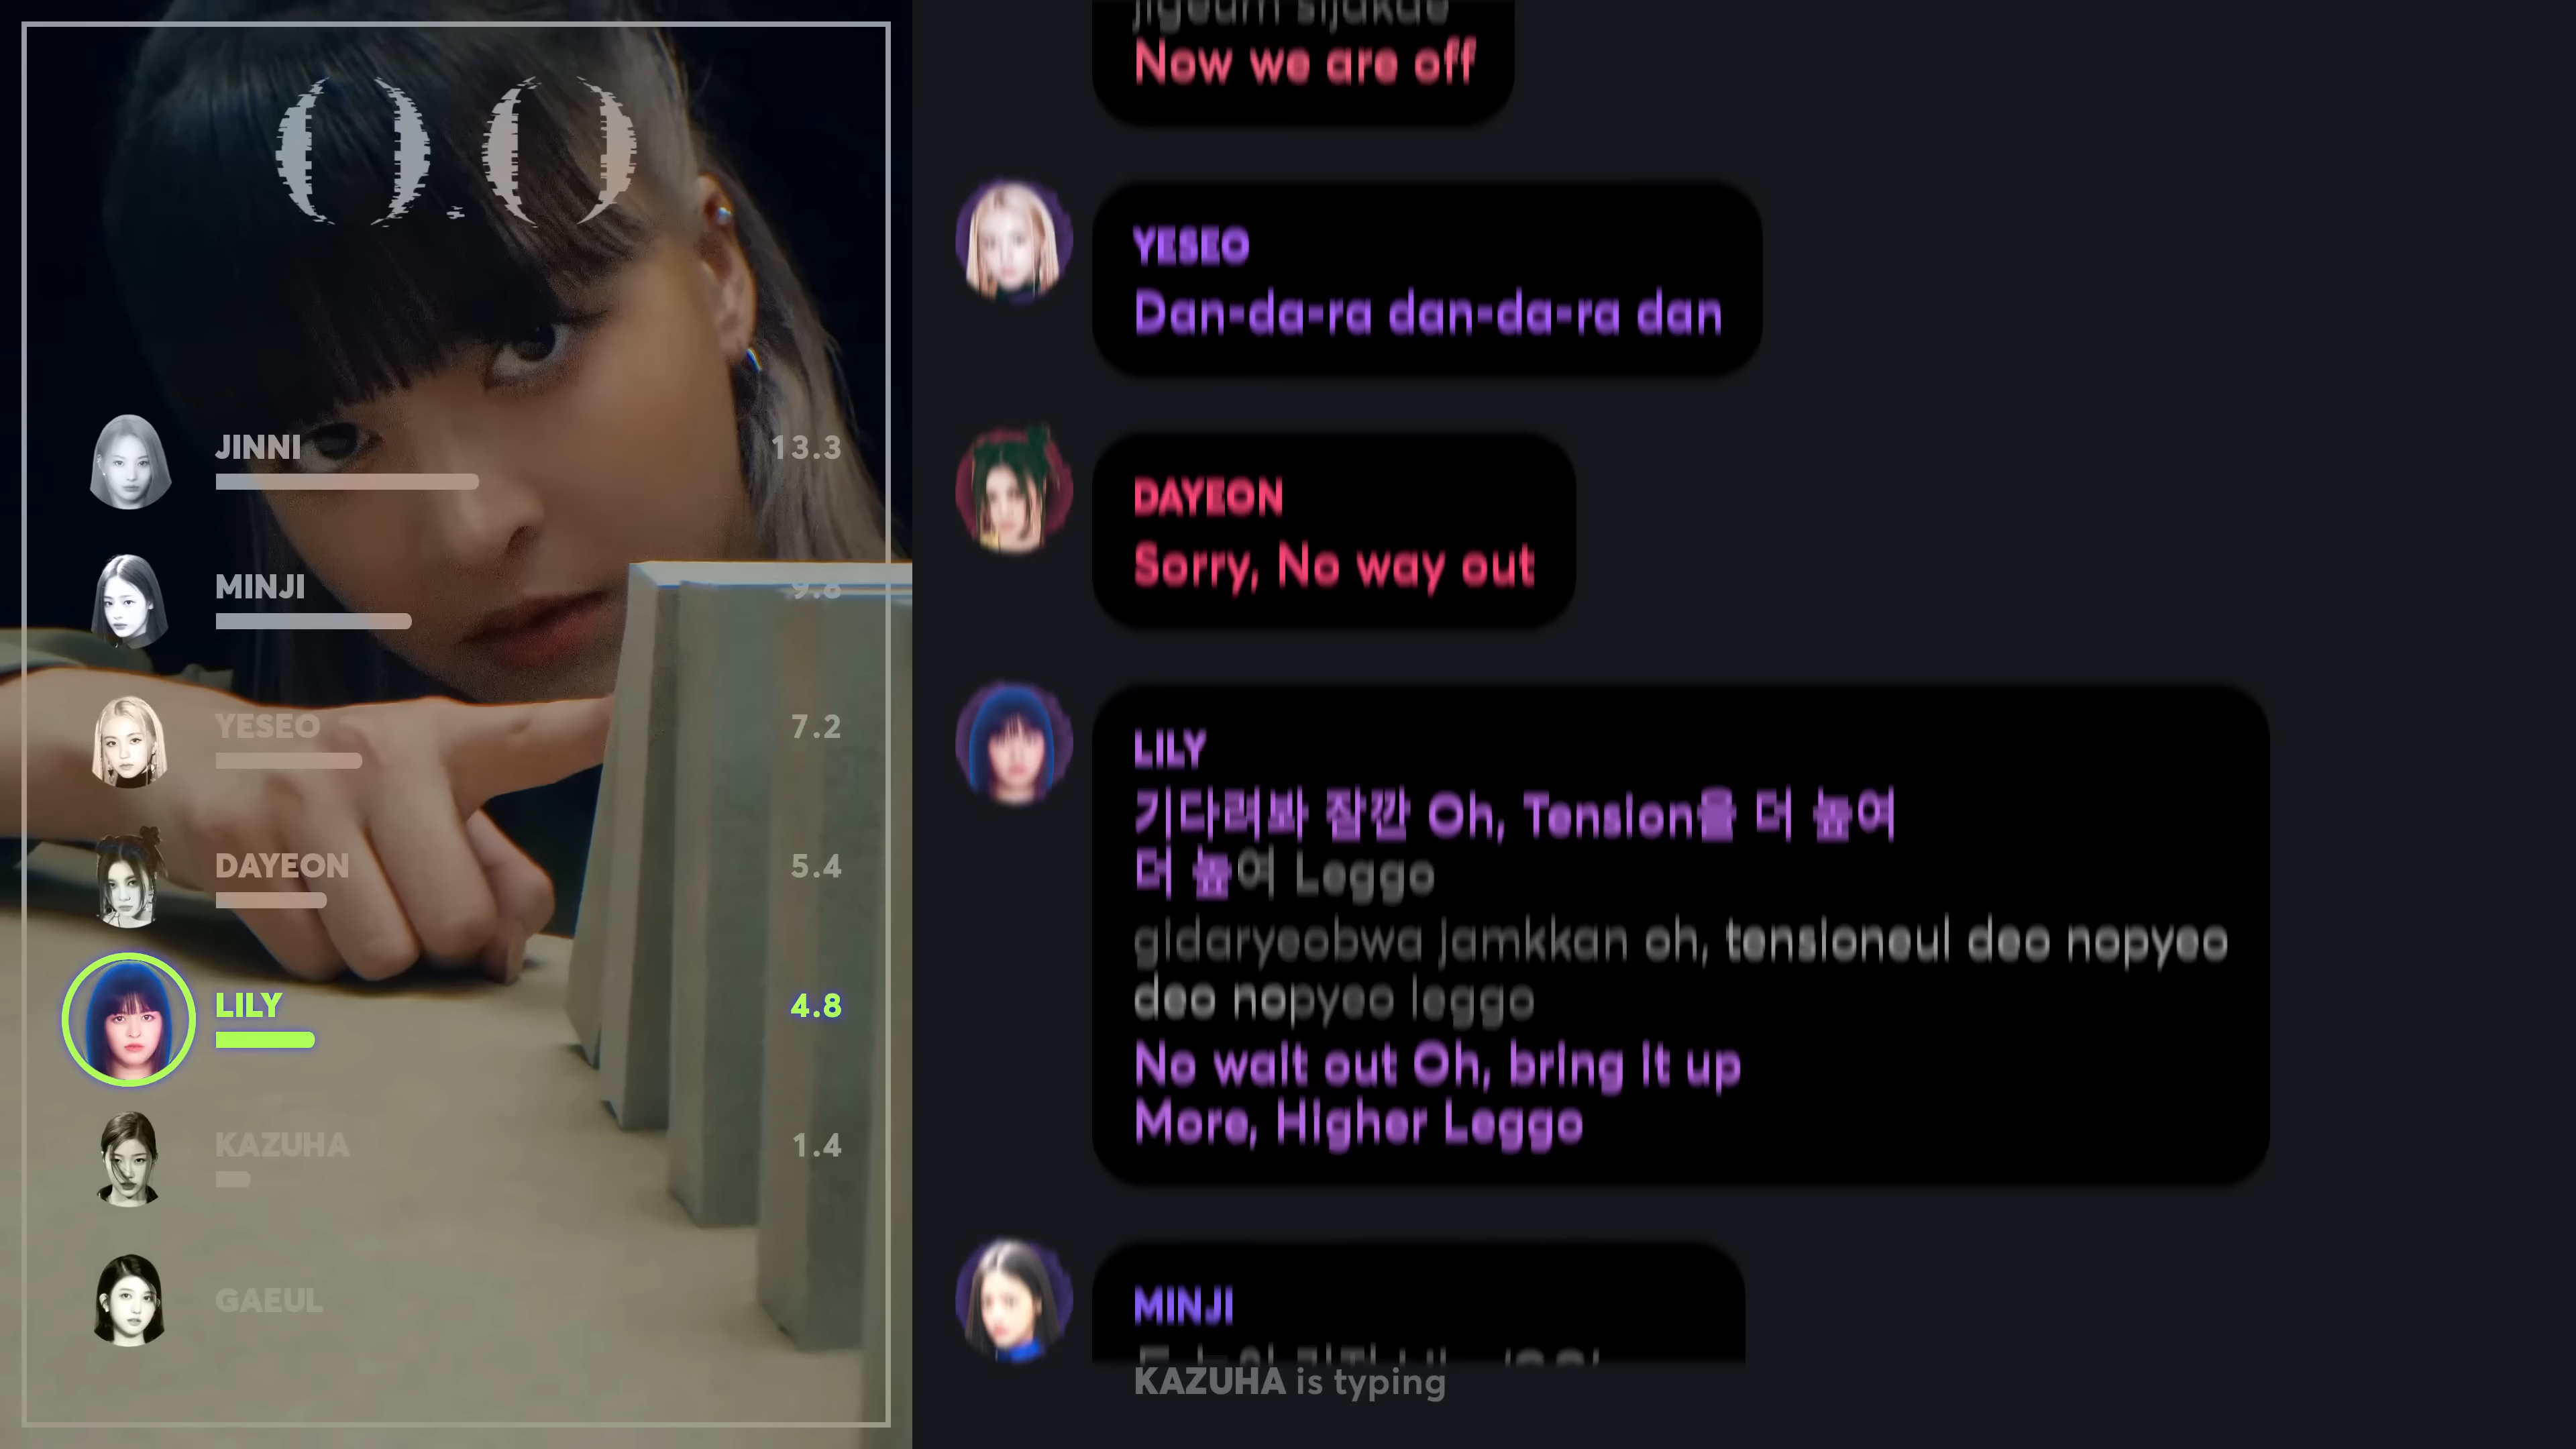 O.O
JINNI 13.3
MINJI 9.8
YESEO 7.2
DAYEON 5.4
LILY 4.8
KAZUHA 1.4
GAEUL
jigeum sijakae
Now we are off
YESEO
Dan-da-ra dan-da-ra dan
DAYEON
Sorry, No way out
LILY
기다려봐 잠깐 Oh, Tension을 더 높여
더 높여 Leggo
gidaryeobwa jamkkan oh, tensioneul deo nopyeo
deo nopyeo leggo
No wait out Oh, bring it up
More, Higher Leggo
MINJI
KAZUHA is typing